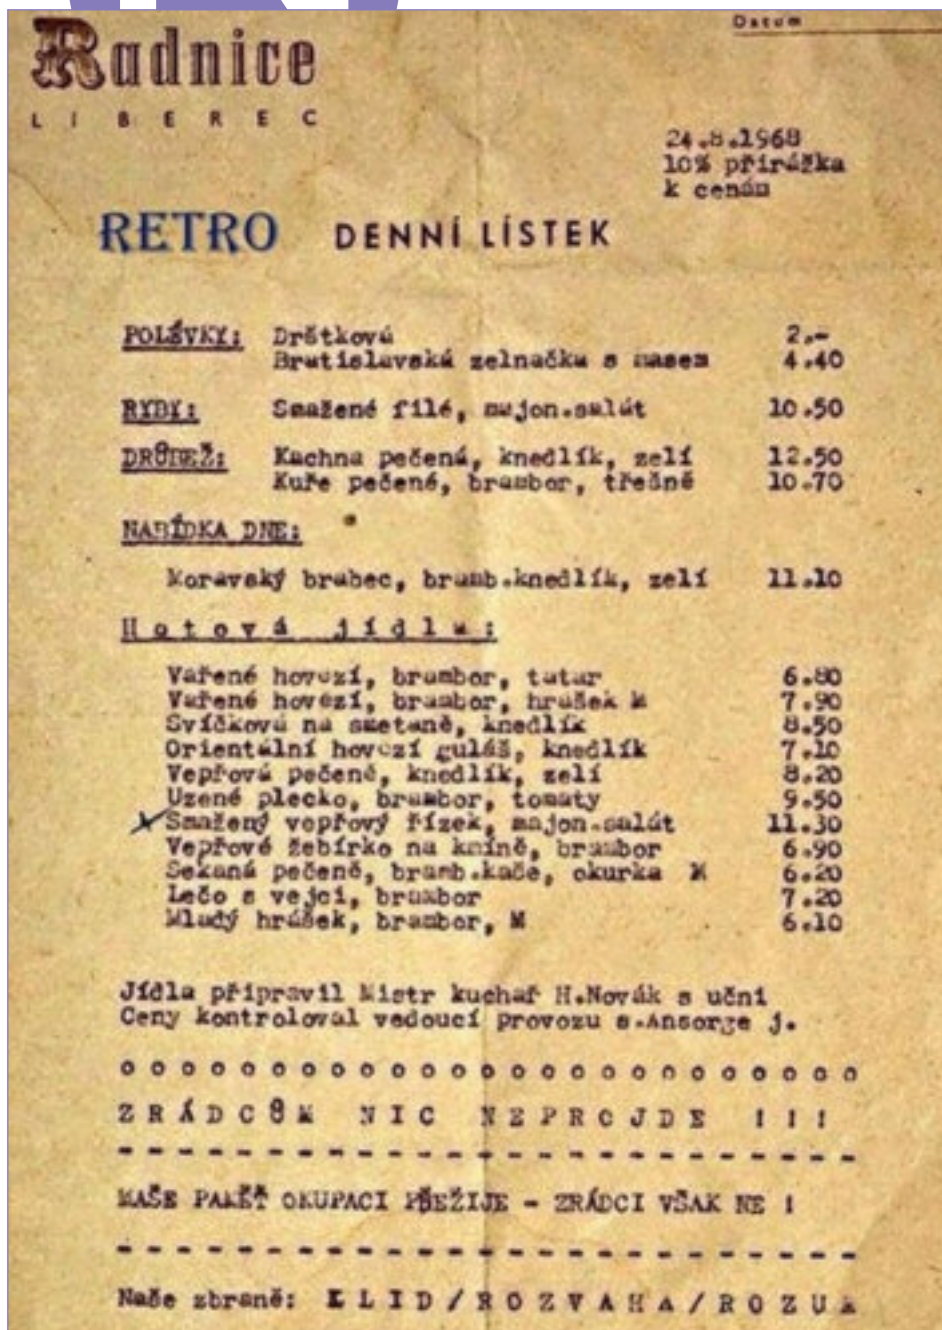 Radnice
LIBEREC
Datum
24.8.1968
10% přirážka
k cenám
RETRO DENNÍ LÍSTEK
POLÉVKY: Dršťková 2.-
Bratislavská zelnačka s masem 4.40
RYBY: Smažené filé, majon.salát 10.50
DRŮBEŽ: Kachna pečená, knedlík, zelí 12.50
Kuře pečené, brambor, třešně 10.70
NABÍDKA DNE:
Moravský brabec, bramb.knedlík, zelí 11.10
Hotová jídla:
Vařené hovězí, brambor, tatar 6.80
Vařené hovězí, brambor, hrášek M 7.90
Svíčková na smetaně, knedlík 8.50
Orientální hovězí guláš, knedlík 7.10
Vepřová pečeně, knedlík, zelí 8.20
Uzené plecko, brambor, tomaty 9.50
Smažený vepřový řízek, majon.salát 11.30
Vepřové žebírko na kmíně, brambor 6.90
Sekaná pečeně, bramb.kaše, okurka M 6.20
Lečo s vejci, brambor 7.20
Mladý hrášek, brambor, M 6.10
Jídla připravil Mistr kuchař H.Novák s učni
Ceny kontroloval vedoucí provozu s.Ansorge j.
ZRÁDCŮM NIC NEPROJDE !!!
NAŠE PAMĚŤ OKUPACI PŘEŽIJE - ZRÁDCI VŠAK NE !
Naše zbraně: KLID/ROZVAHA/ROZUM